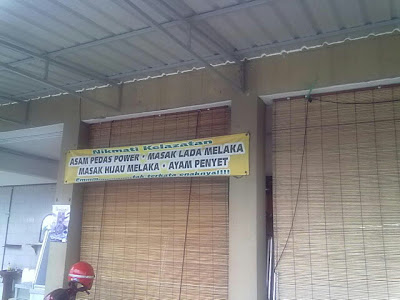 Nikmati Kelazatan
ASAM PEDAS POWER • MASAK LADA MELAKA
MASAK HIJAU MELAKA • AYAM PENYET
tak terkata enaknya!!!!